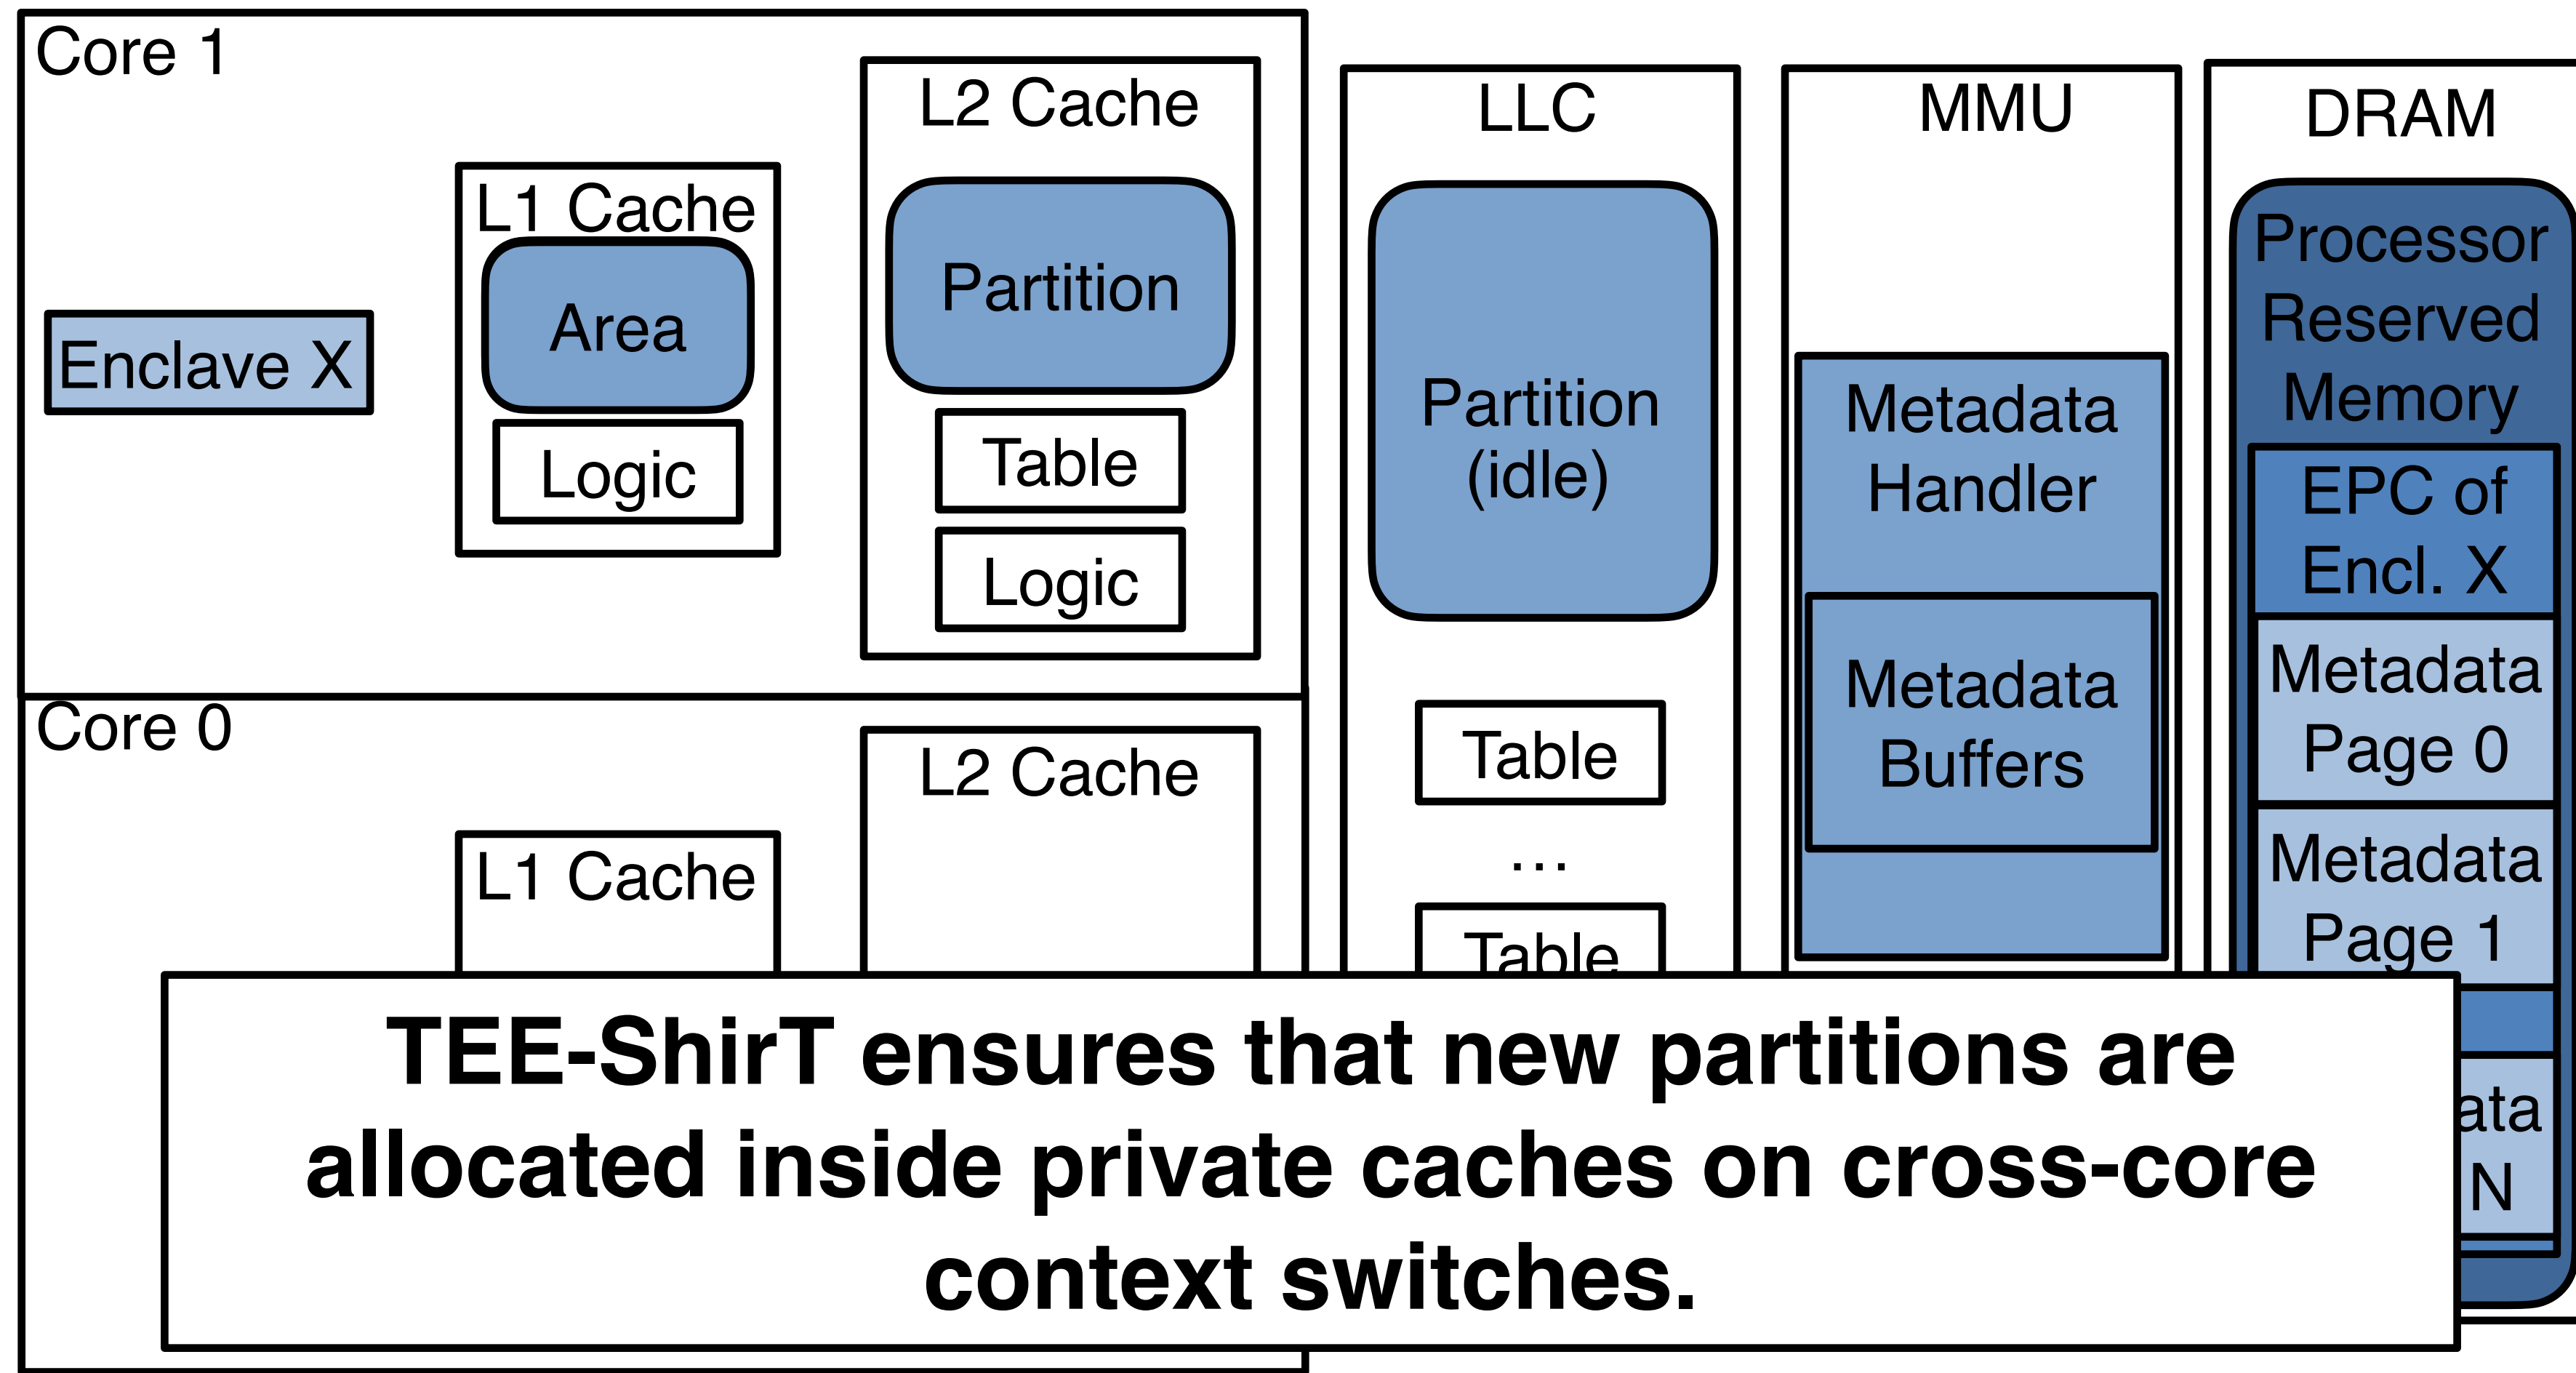 Core 1
L1 Cache
Area
Logic
Enclave X
L2 Cache
Partition
Table
Logic
LLC
Partition
(idle)
Table
...
Table
MMU
Metadata
Handler
Metadata
Buffers
DRAM
Processor
Reserved
Memory
EPC of
Encl. X
Metadata
Page 0
Metadata
Page 1
ata
N
Core 0
L1 Cache
L2 Cache
TEE-ShirT ensures that new partitions are
allocated inside private caches on cross-core
context switches.